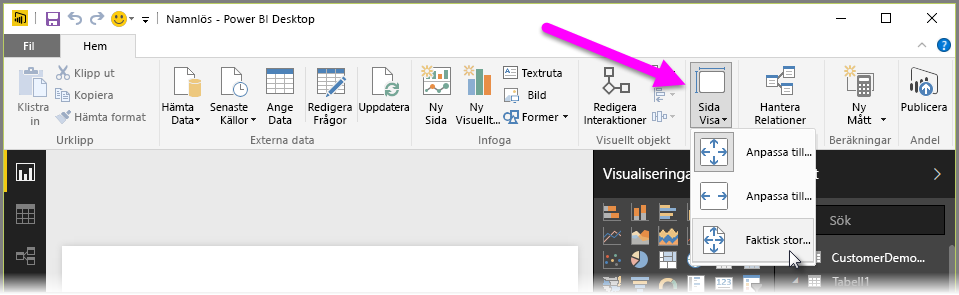 Namnlös - Power BI Desktop
Fil
Hem
Klistra
in
Klipp ut
Kopiera
Hämta format
Urklipp
Hämta
Data
Senaste
Källor
Ange
Data
Redigera
Frågor
Uppdatera
Externa data
Ny
Sida
Ny
Visuellt...
Textruta
Bild
Former
Infoga
Redigera
Interaktioner
Visuellt objekt
Sida
Visa
Hantera
Relationer
Ny
Mått
Beräkningar
Publicera
Andel
Anpassa till...
Anpassa till...
Faktisk stor...
Visualiseringa
t
Sök
CustomerDemo...
Tabell1